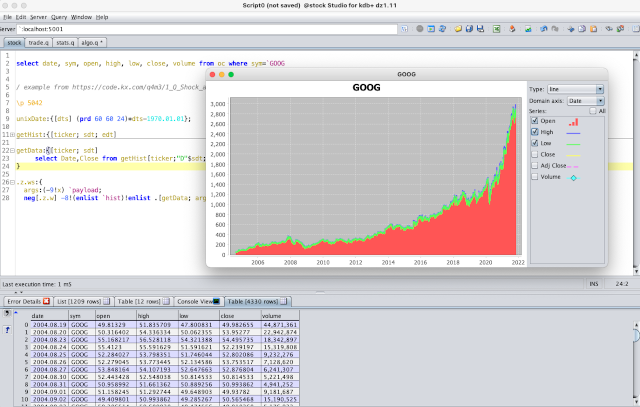 Script0 (not saved) @stock Studio for kdb+ dz1.11
File Edit Server Query Window Help
Server :localhost:5001
stock trade.q stats.q algo.q *
1
2 select date, sym, open, high, low, close, volume from oc where sym=`GOOG
/ example from https://code.kx.com/q4m3/1_Q_Shock_a
\p 5042
unixDate:{[dts] (prd 60 60 24)*dts-1970.01.01};
getHist:{[ticker; sdt; edt]
getData:{[ticker; sdt]
select Date,Close from getHist[ticker;"D"$sdt;
}
.z.ws:{
args:(-9!x) `payload;
neg[.z.w] -8!(enlist `hist)!enlist .[getData; arg
GOOG
GOOG
3,000
2,800
2,600
2,400
2,200
2,000
1,800
1,600
1,400
1,200
1,000
800
600
400
200
0
2006 2008 2010 2012 2014 2016 2018 2020 2022
Type: line
Domain axis: Date
Series: All
Open
High
Low
Close
Adj Close
Volume
Last execution time: 1 mS INS 24:2
Error Details List [1209 rows] Table [12 rows] Console View Table [4330 rows]
date sym open high low close volume
0 2004.08.19 GOOG 49.81329 51.835709 47.800831 49.982655 44,871,361
1 2004.08.20 GOOG 50.316402 54.336334 50.062355 53.95277 22,942,874
2 2004.08.23 GOOG 55.168217 56.528118 54.321388 54.495735 18,342,897
3 2004.08.24 GOOG 55.4123 55.591629 51.591621 52.239197 15,319,808
4 2004.08.25 GOOG 52.284027 53.798351 51.746044 52.802086 9,232,276
5 2004.08.26 GOOG 52.279045 53.773445 52.134586 53.753517 7,128,620
6 2004.08.27 GOOG 53.848164 54.107193 52.647663 52.876804 6,241,307
7 2004.08.30 GOOG 52.443428 52.548038 50.814533 50.814533 5,221,498
8 2004.08.31 GOOG 50.958992 51.661362 50.889256 50.993862 4,941,252
9 2004.09.01 GOOG 51.158245 51.292744 49.648903 49.93782 9,181,687
10 2004.09.02 GOOG 49.409801 50.993862 49.285267 50.565468 15,190,525